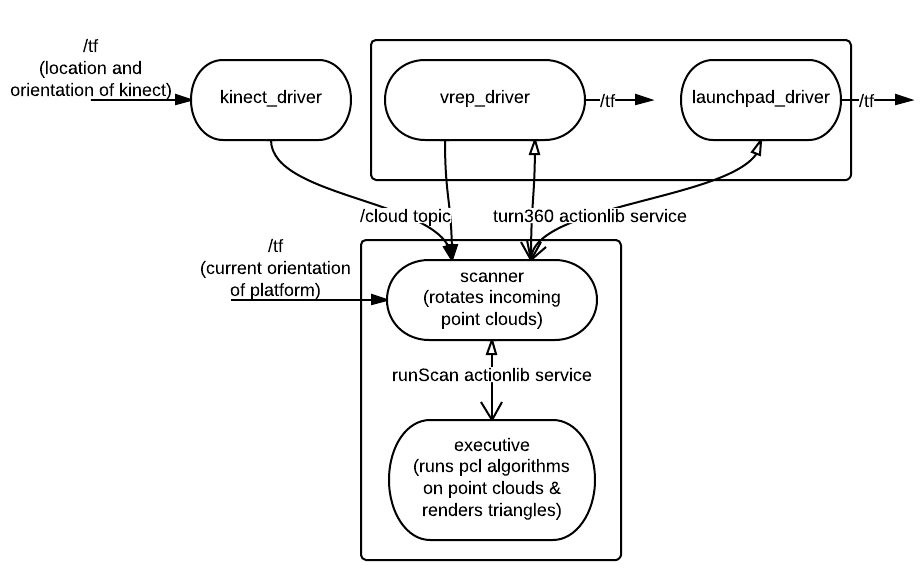 /tf
(location and
orientation of kinect)
kinect_driver
vrep_driver
/tf
launchpad_driver
/tf
/cloud topic
turn360 actionlib service
/tf
(current orientation
of platform)
scanner
(rotates incoming
point clouds)
runScan actionlib service
executive
(runs pcl algorithms
on point clouds &
renders triangles)